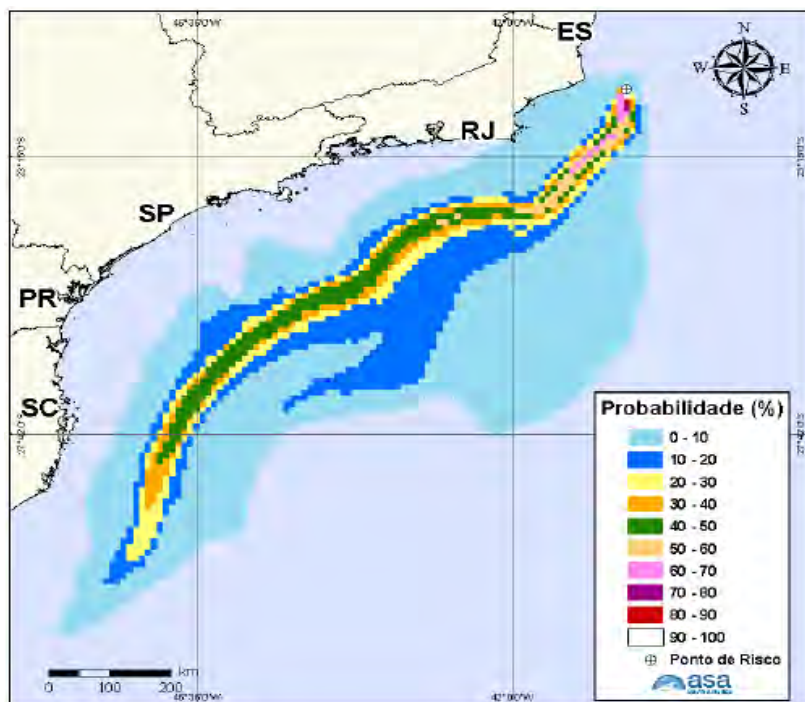 ES
N
W
E
S
RJ
SP
PR
SC
Probabilidade (%)
0 - 10
10 - 20
20 - 30
30 - 40
40 - 50
50 - 60
60 - 70
70 - 80
80 - 90
90 - 100
Ponto de Risco
asa
km
0 100 200